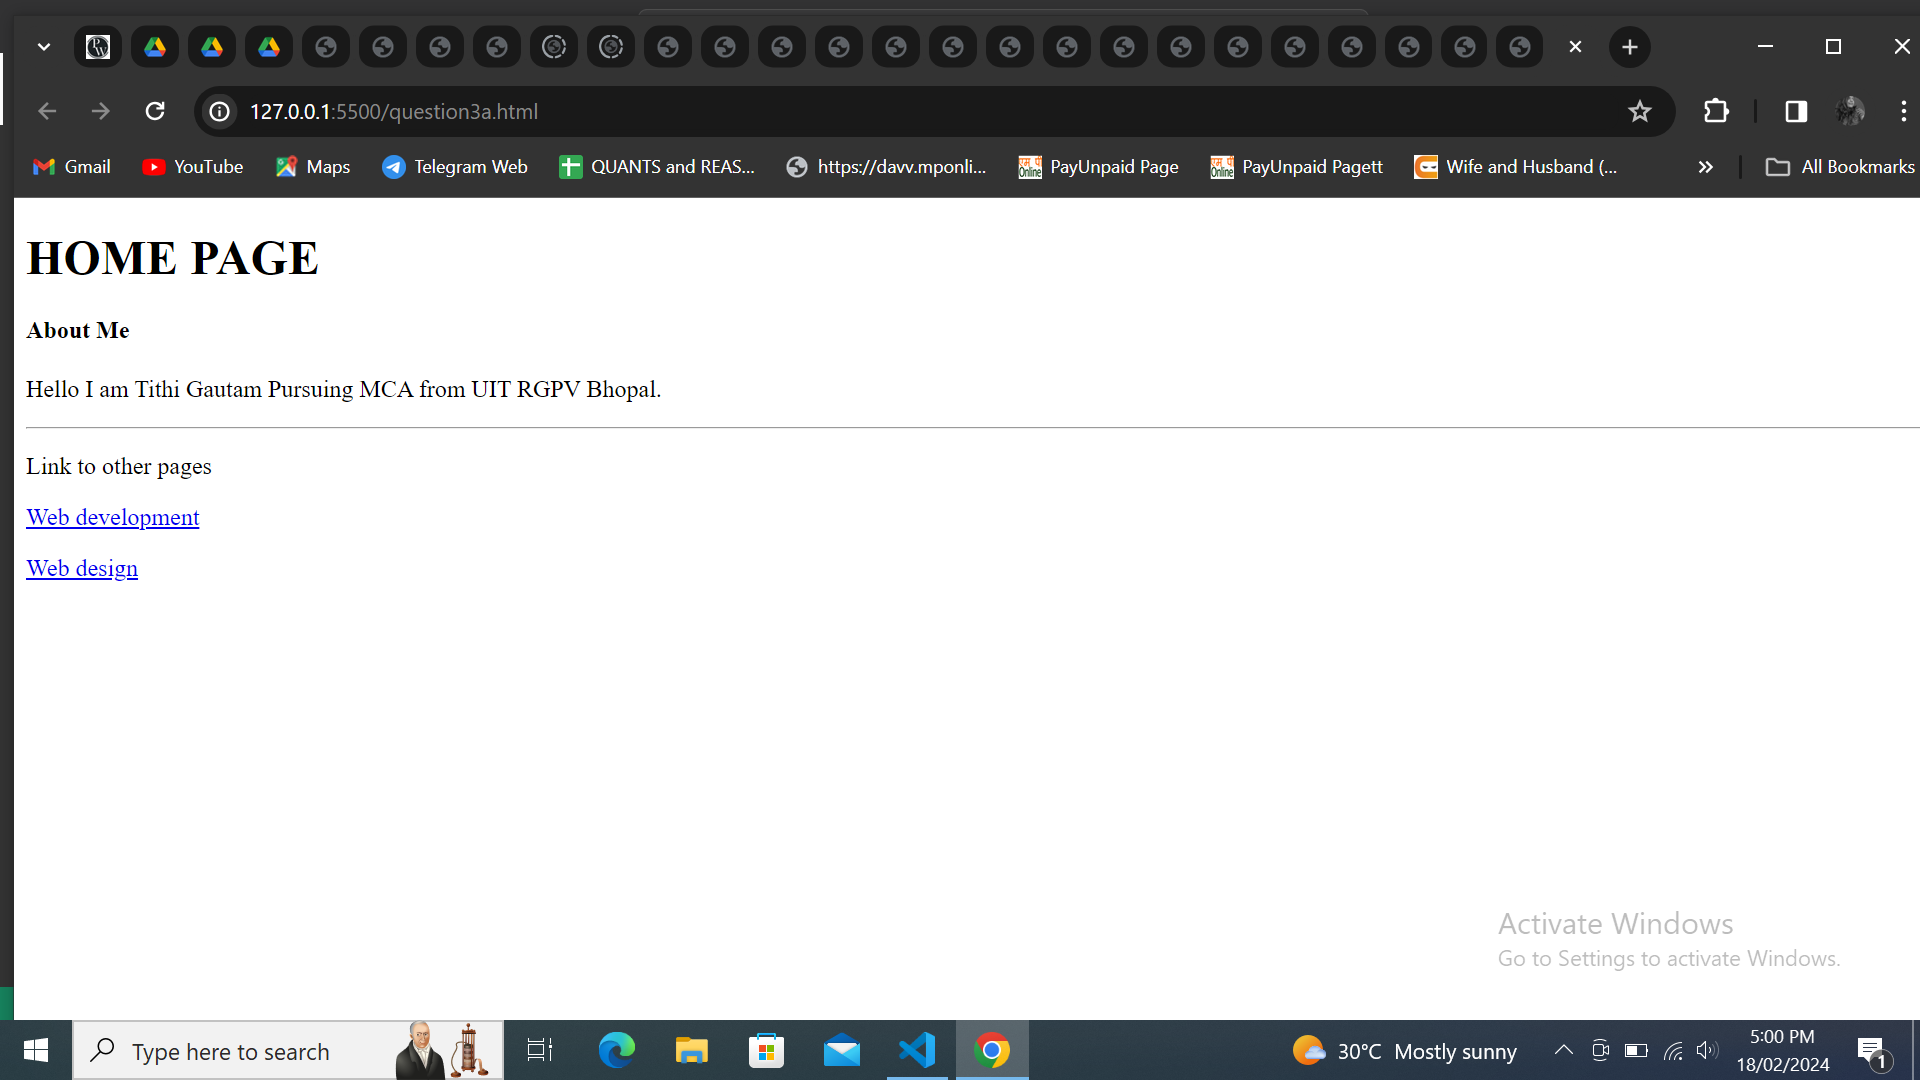 127.0.0.1:5500/question3a.html
Gmail YouTube Maps Telegram Web QUANTS and REAS... https://davv.mponli... PayUnpaid Page PayUnpaid Pagett Wife and Husband (... All Bookmarks
HOME PAGE
About Me
Hello I am Tithi Gautam Pursuing MCA from UIT RGPV Bhopal.
Link to other pages
Web development
Web design
Activate Windows
Go to Settings to activate Windows.
Type here to search
30°C Mostly sunny
5:00 PM
18/02/2024
1